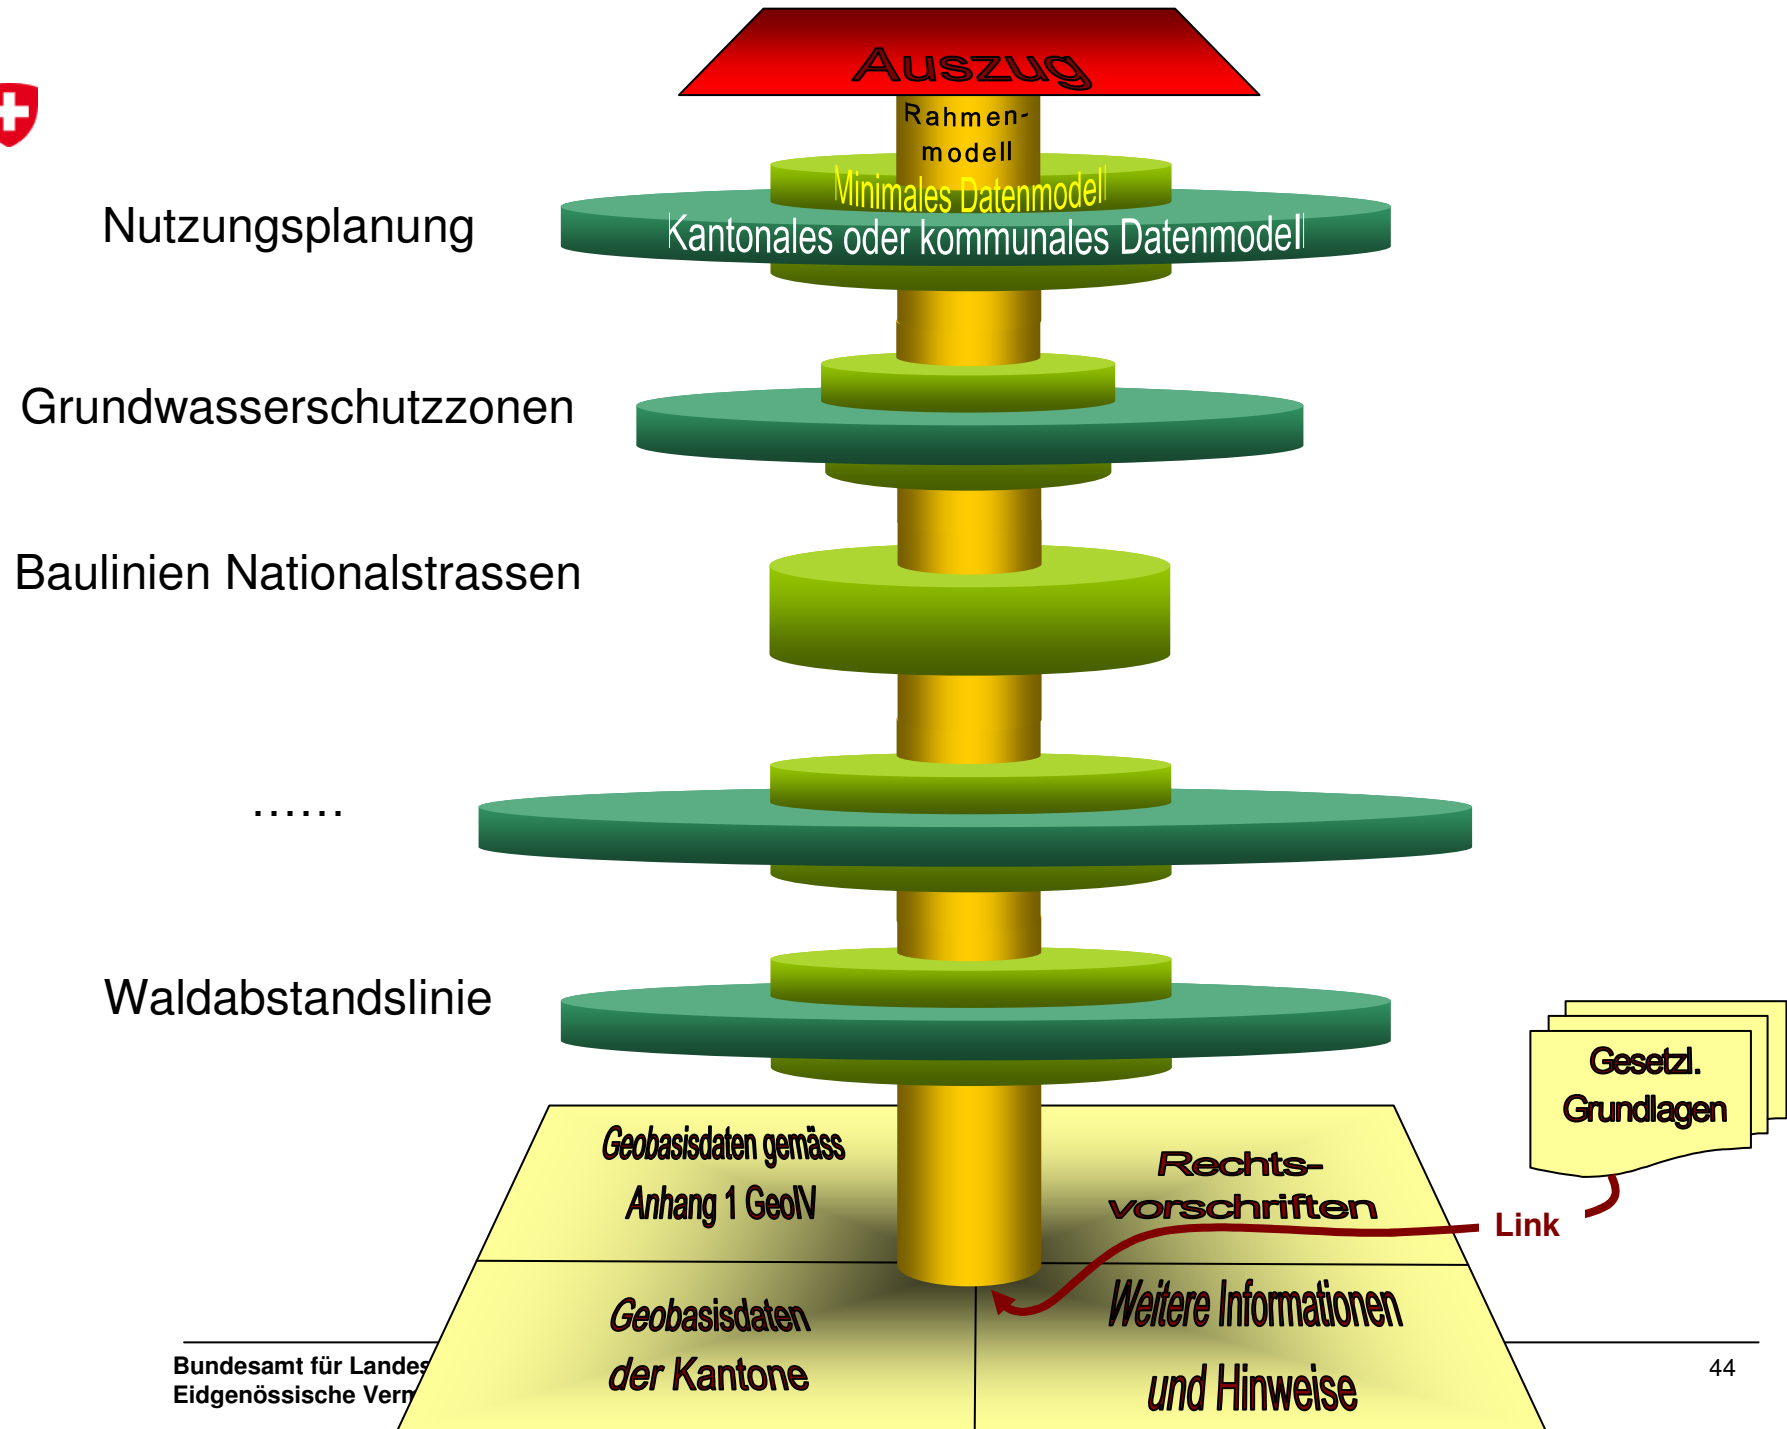 Auszug
Rahmen-
modell
Minimales Datenmodell
Kantonales oder kommunales Datenmodell
Nutzungsplanung
Grundwasserschutzzonen
Baulinien Nationalstrassen
......
Waldabstandslinie
Gesetzl.
Grundlagen
Link
Geobasisdaten gemäss
Anhang 1 GeoIV
Rechts-
vorschriften
Geobasisdaten
der Kantone
Weitere Informationen
und Hinweise
Bundesamt für Landes
Eidgenössische Verm
44